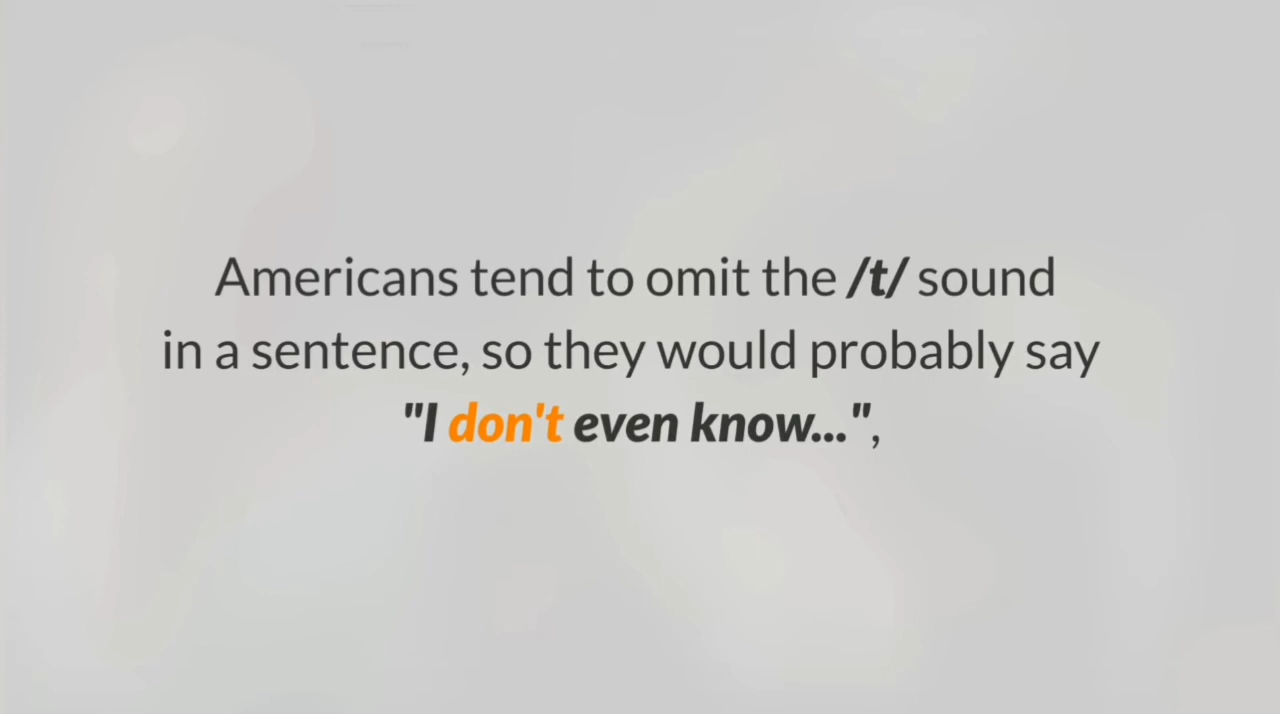 Americans tend to omit the /t/ sound
in a sentence, so they would probably say
"I don't even know...",